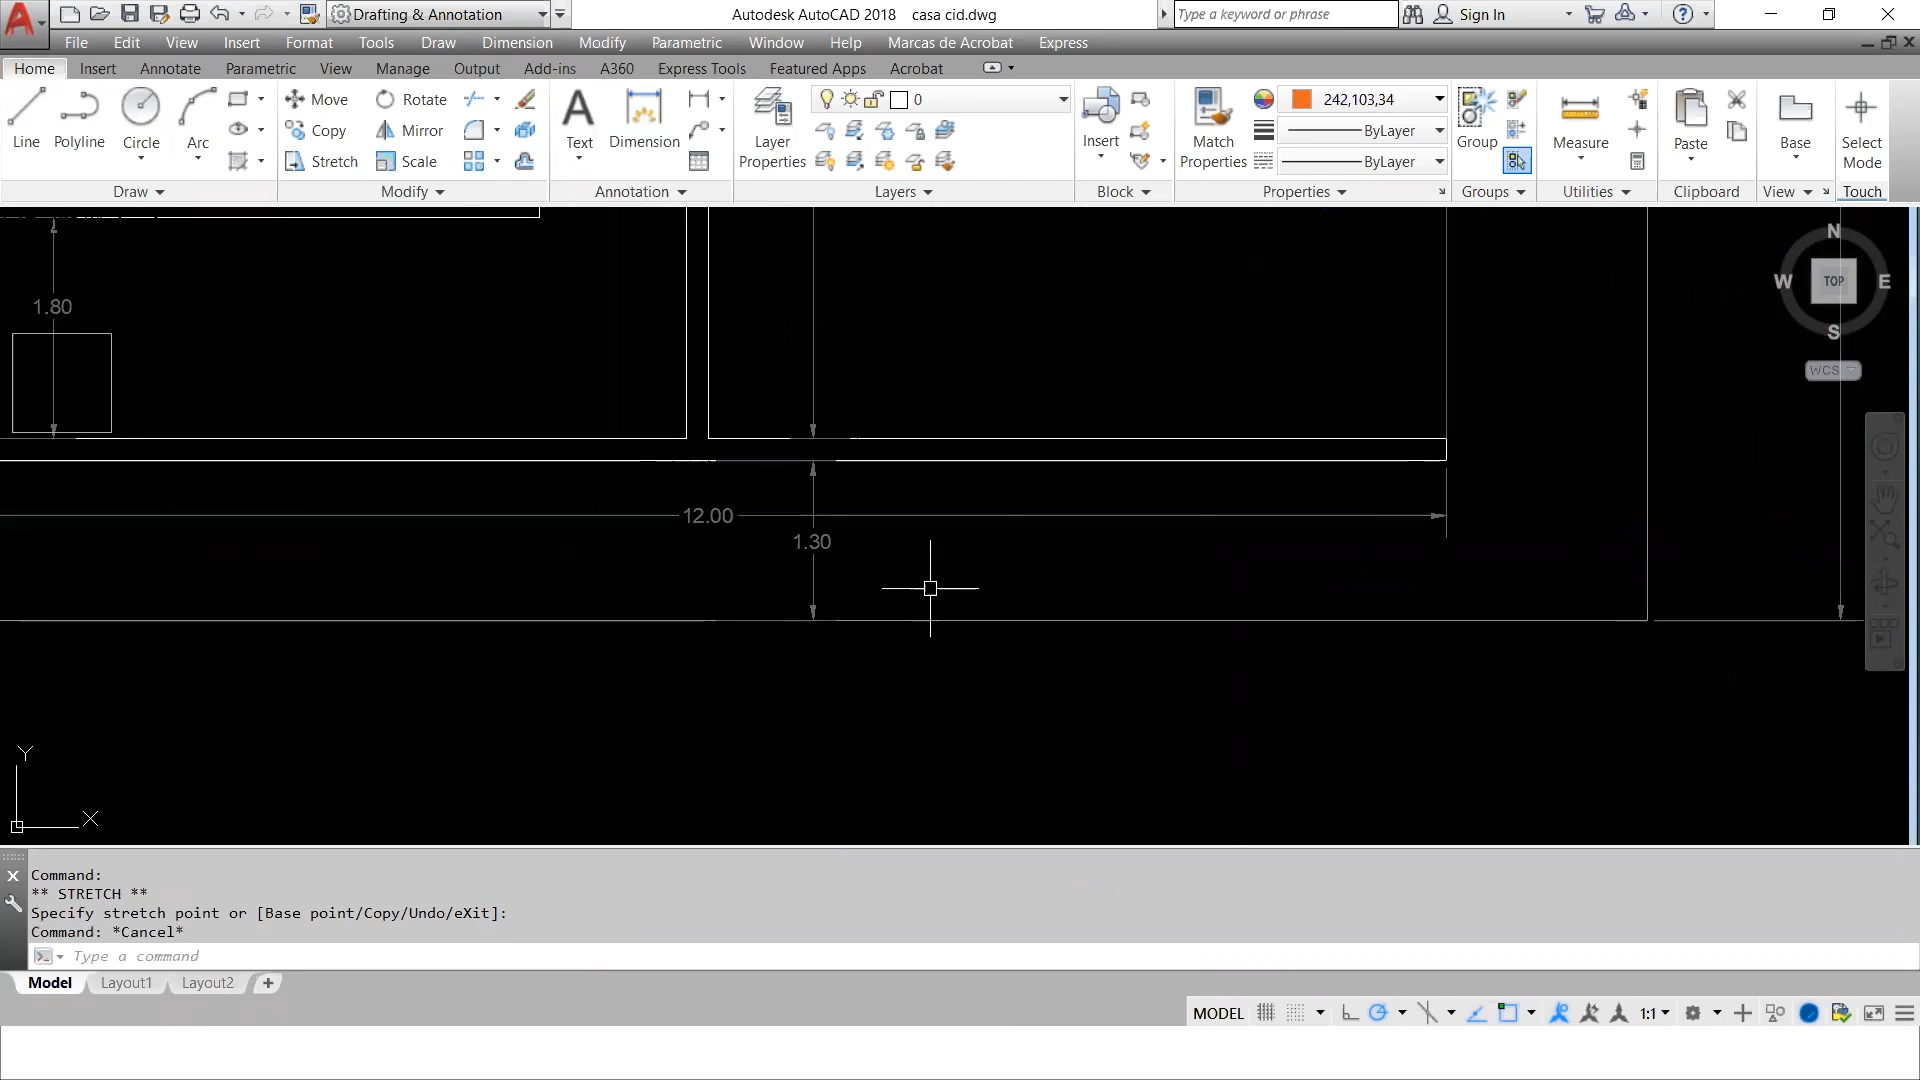 Drafting & Annotation
Autodesk AutoCAD 2018 casa cid.dwg
Type a keyword or phrase
Sign In
File Edit View Insert Format Tools Draw Dimension Modify Parametric Window Help Marcas de Acrobat Express
Home Insert Annotate Parametric View Manage Output Add-ins A360 Express Tools Featured Apps Acrobat
Line Polyline Circle Arc
Move Rotate
Copy Mirror
Stretch Scale
Text Dimension
Layer Properties
0
Insert
Match Properties
242,103,34
ByLayer
ByLayer
Group
Measure
Paste
Base
Select Mode
Draw Modify Annotation Layers Block Properties Groups Utilities Clipboard View Touch
N
W TOP E
S
WCS
1.80
12.00
1.30
Y
X
Command:
** STRETCH **
Specify stretch point or [Base point/Copy/Undo/eXit]:
Command: *Cancel*
Type a command
Model Layout1 Layout2 +
MODEL 1:1